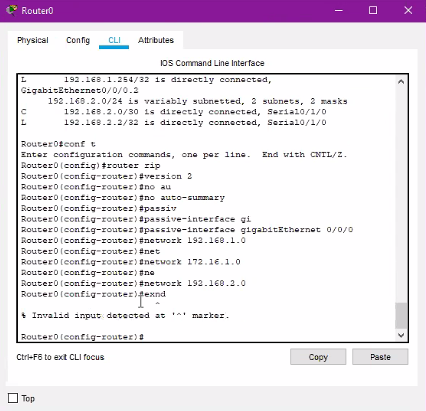 Router0
Physical Config CLI Attributes
IOS Command Line Interface
L 192.168.1.254/32 is directly connected,
GigabitEthernet0/0/0.2
192.168.2.0/24 is variably subnetted, 2 subnets, 2 masks
C 192.168.2.0/30 is directly connected, Serial0/1/0
L 192.168.2.2/32 is directly connected, Serial0/1/0
Router0#conf t
Enter configuration commands, one per line. End with CNTL/Z.
Router0(config)#router rip
Router0(config-router)#version 2
Router0(config-router)#no au
Router0(config-router)#no auto-summary
Router0(config-router)#passiv
Router0(config-router)#passive-interface gi
Router0(config-router)#passive-interface gigabitEthernet 0/0/0
Router0(config-router)#network 192.168.1.0
Router0(config-router)#net
Router0(config-router)#network 172.16.1.0
Router0(config-router)#ne
Router0(config-router)#network 192.168.2.0
Router0(config-router)#exnd
^
% Invalid input detected at '^' marker.
Router0(config-router)#
Ctrl+F6 to exit CLI focus
Copy Paste
Top